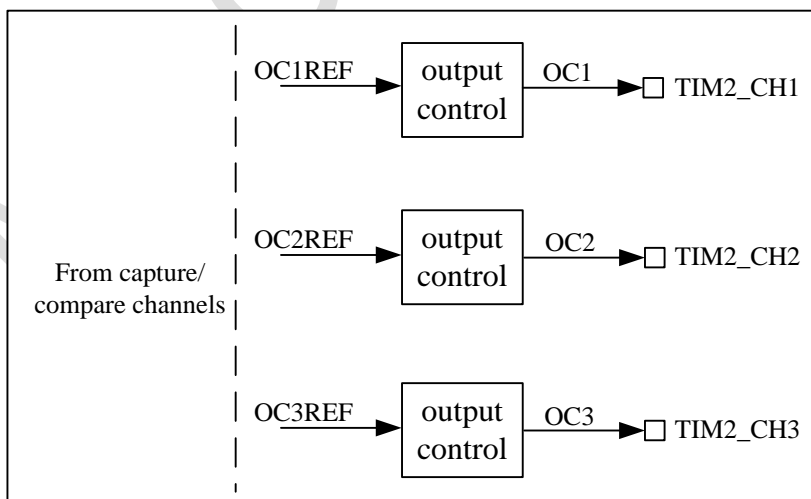 From capture/
compare channels
OC1REF
output
control
OC1
TIM2_CH1
OC2REF
output
control
OC2
TIM2_CH2
OC3REF
output
control
OC3
TIM2_CH3